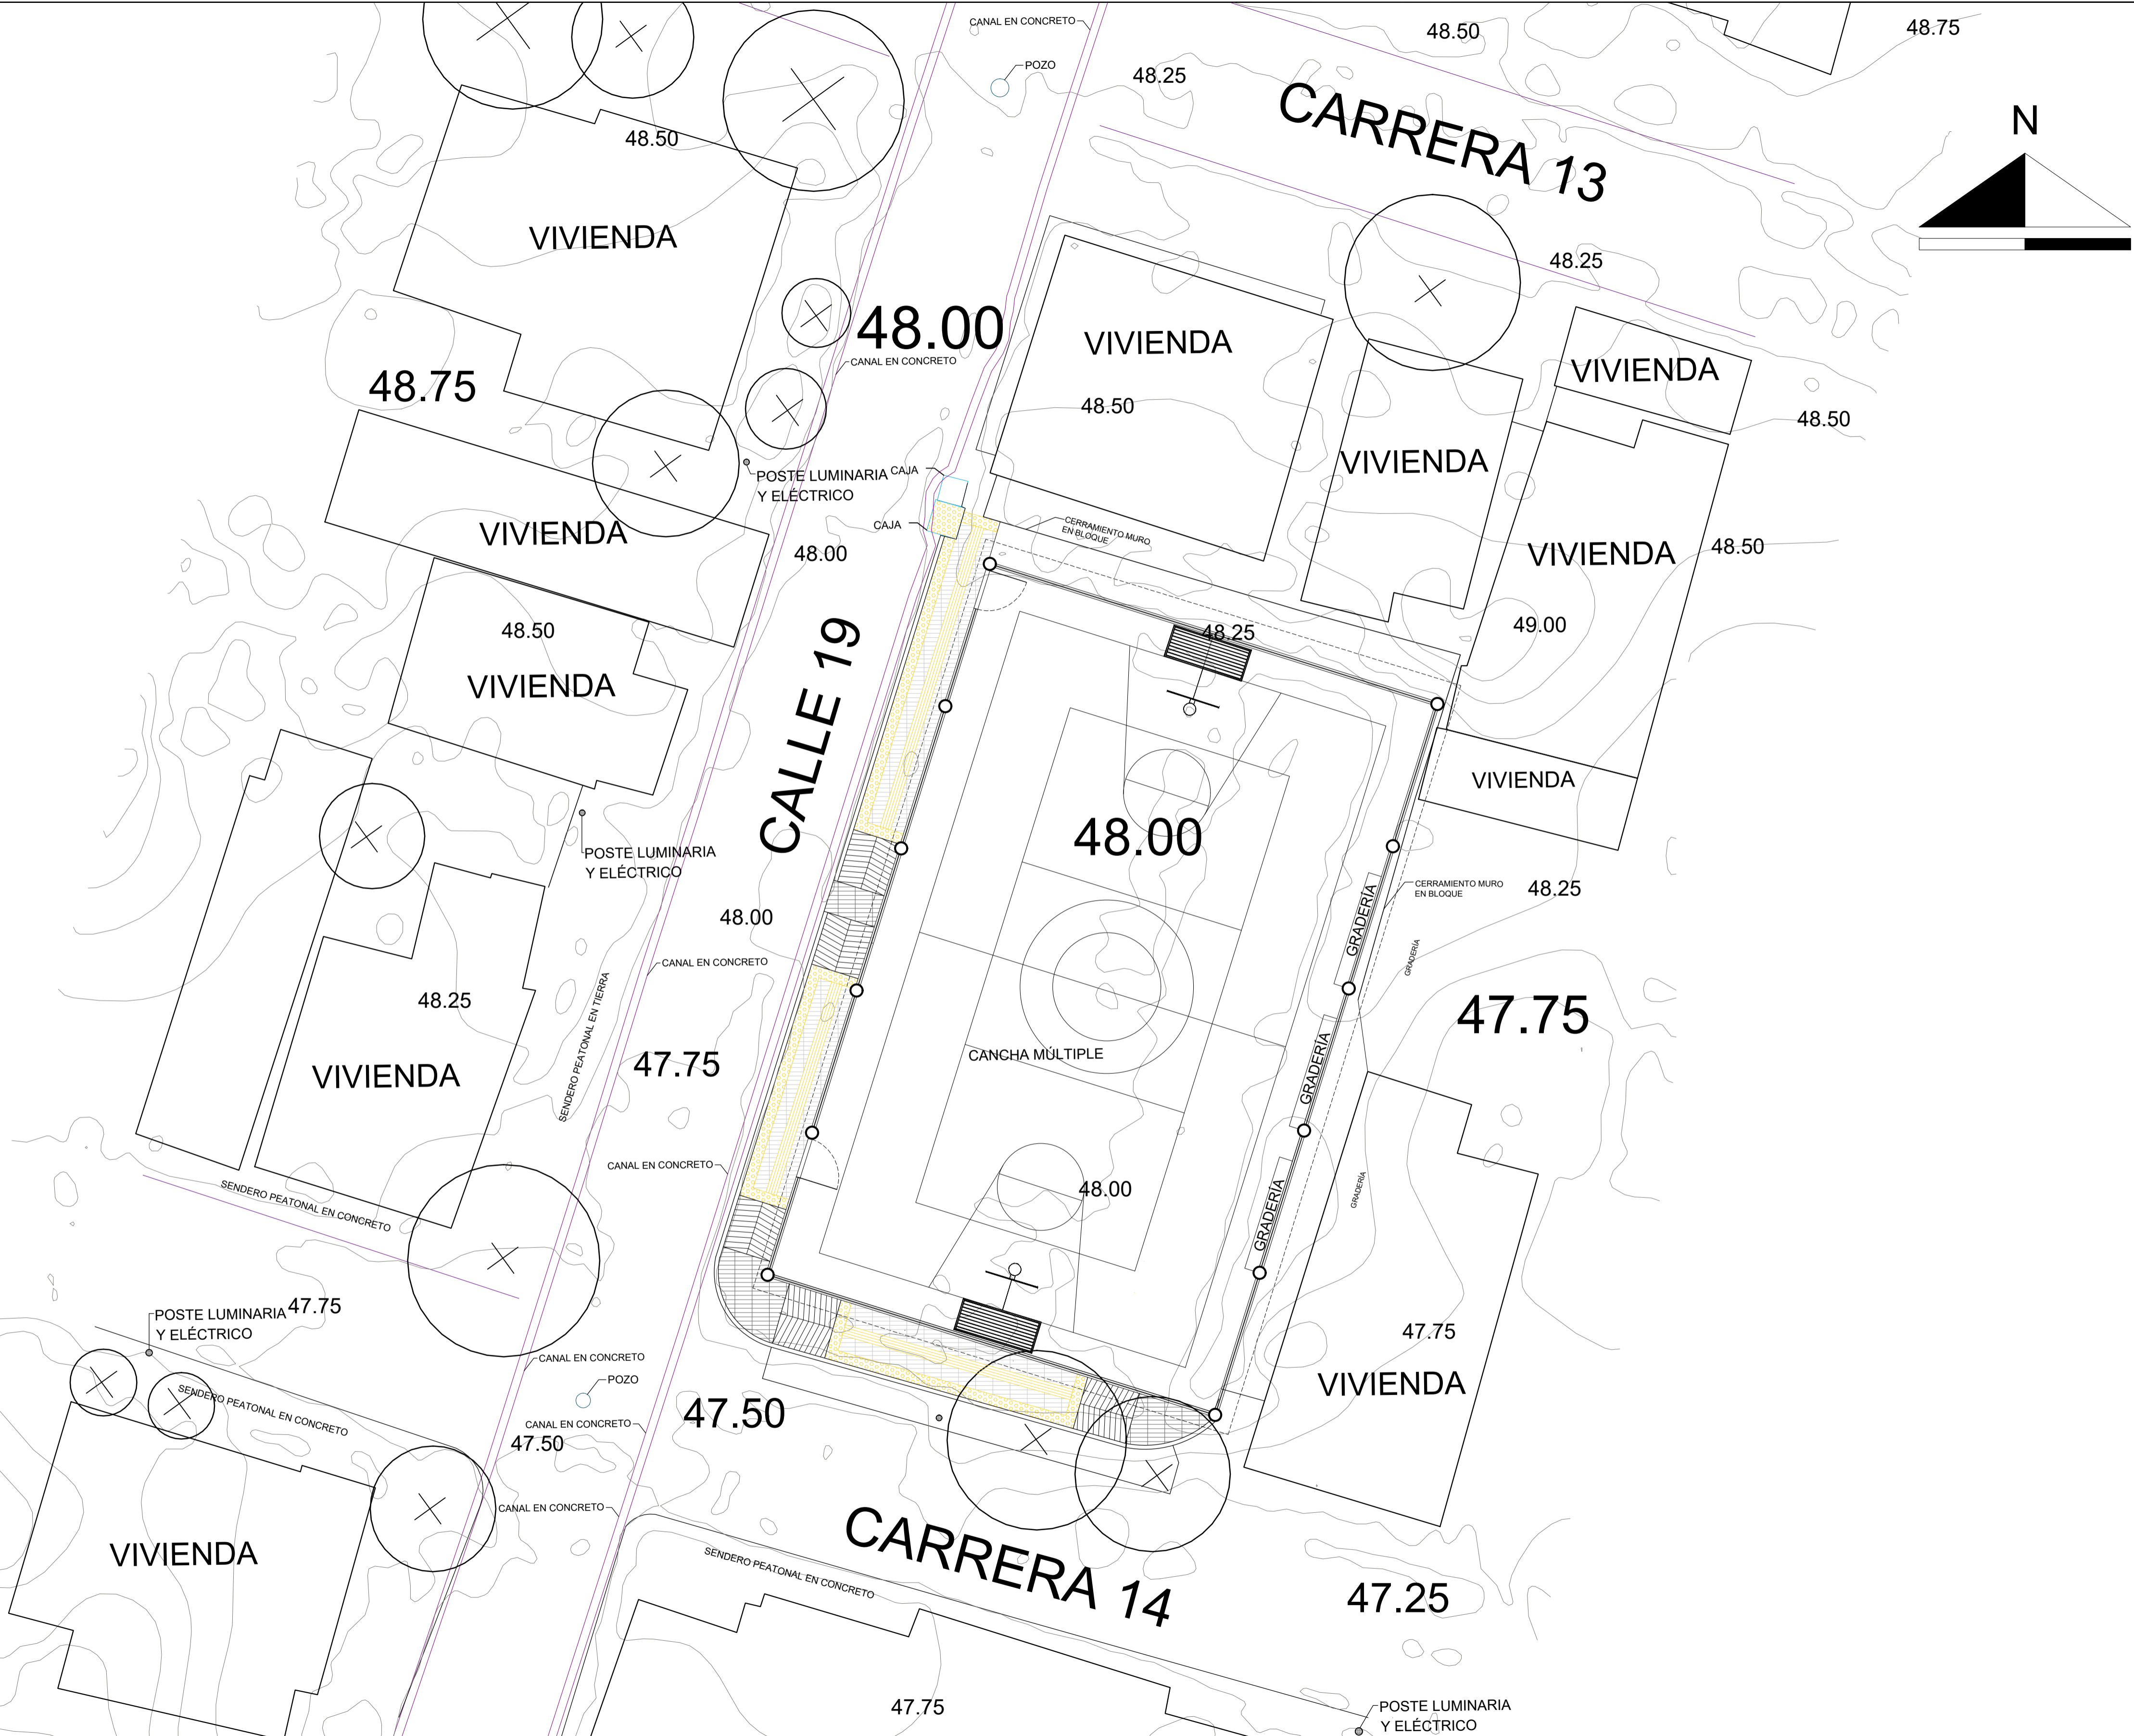 CANAL EN CONCRETO
48.50
48.75
POZO
48.25
CARRERA 13
N
48.50
VIVIENDA
48.25
48.00
VIVIENDA
CANAL EN CONCRETO
VIVIENDA
48.75
48.50
48.50
VIVIENDA
POSTE LUMINARIA
Y ELÉCTRICO
CAJA
CAJA
CERRAMIENTO MURO
EN BLOQUE
VIVIENDA
48.00
VIVIENDA
48.50
48.50
48.25
49.00
VIVIENDA
CALLE 19
VIVIENDA
48.00
POSTE LUMINARIA
Y ELÉCTRICO
CERRAMIENTO MURO
EN BLOQUE
48.25
GRADERÍA
48.00
GRADERÍA
CANAL EN CONCRETO
48.25
SENDERO PEATONAL EN TIERRA
47.75
47.75
CANCHA MÚLTIPLE
GRADERÍA
VIVIENDA
CANAL EN CONCRETO
48.00
GRADERÍA
GRADERÍA
SENDERO PEATONAL EN CONCRETO
47.75
POSTE LUMINARIA
Y ELÉCTRICO
47.75
CANAL EN CONCRETO
POZO
VIVIENDA
SENDERO PEATONAL EN CONCRETO
47.50
CANAL EN CONCRETO
47.50
CANAL EN CONCRETO
VIVIENDA
CARRERA 14
SENDERO PEATONAL EN CONCRETO
47.25
47.75
POSTE LUMINARIA
Y ELÉCTRICO